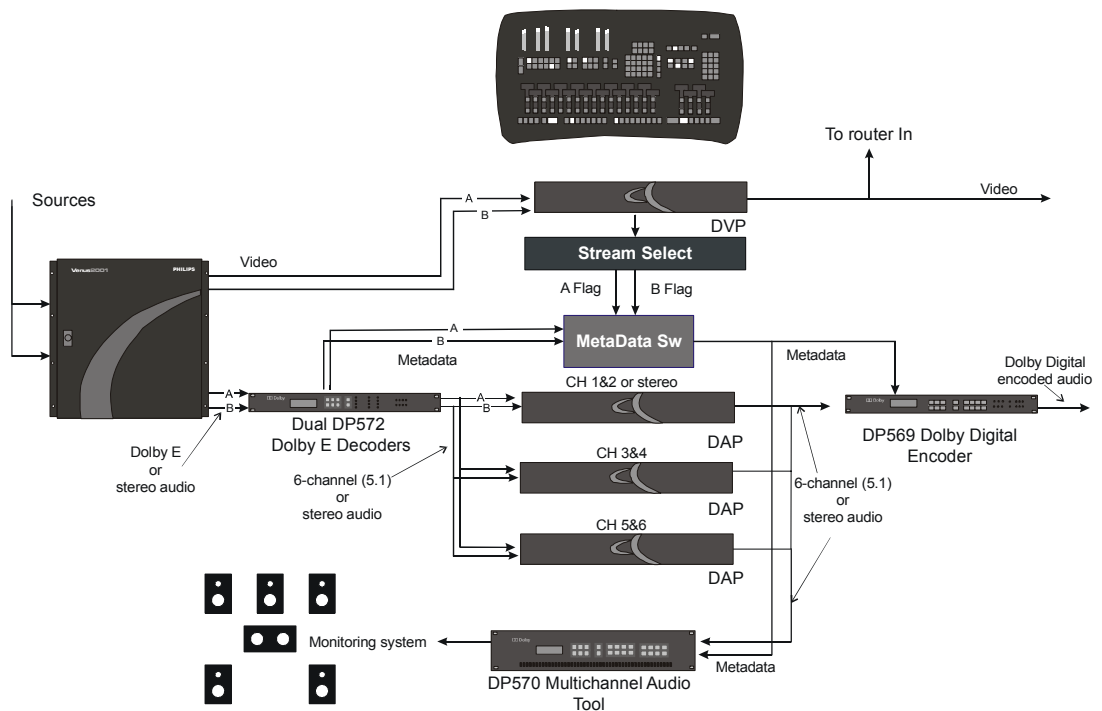 To router In
Sources
A
Video
B
DVP
Video
Stream Select
Venus2001
PHILIPS
A Flag
B Flag
A
B
MetaData Sw
Metadata
Metadata
CH 1&2 or stereo
Dolby Digital
encoded audio
A
B
Dolby
A
B
Dolby
Dual DP572
Dolby E Decoders
DAP
DP569 Dolby Digital
Encoder
Dolby E
or
stereo audio
CH 3&4
6-channel (5.1)
or
stereo audio
6-channel (5.1)
or
stereo audio
DAP
CH 5&6
DAP
Dolby
Monitoring system
Metadata
DP570 Multichannel Audio
Tool